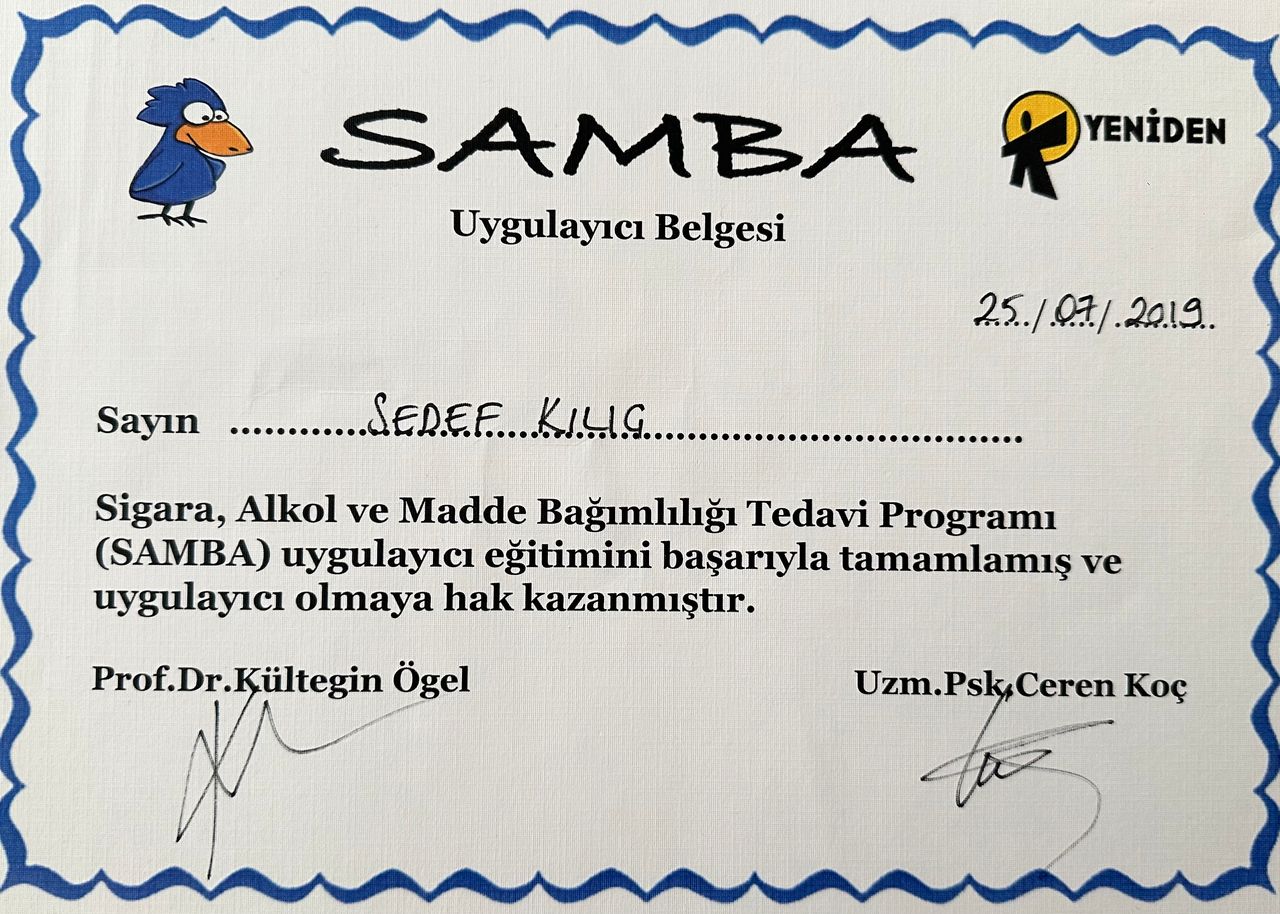 SAMBA
YENİDEN
Uygulayıcı Belgesi
25./07/.2019..
Sayın ............SEDEF KILIÇ................................
Sigara, Alkol ve Madde Bağımlılığı Tedavi Programı
(SAMBA) uygulayıcı eğitimini başarıyla tamamlamış ve
uygulayıcı olmaya hak kazanmıştır.
Prof.Dr.Kültegin Ögel
Uzm.Psk.Ceren Koç